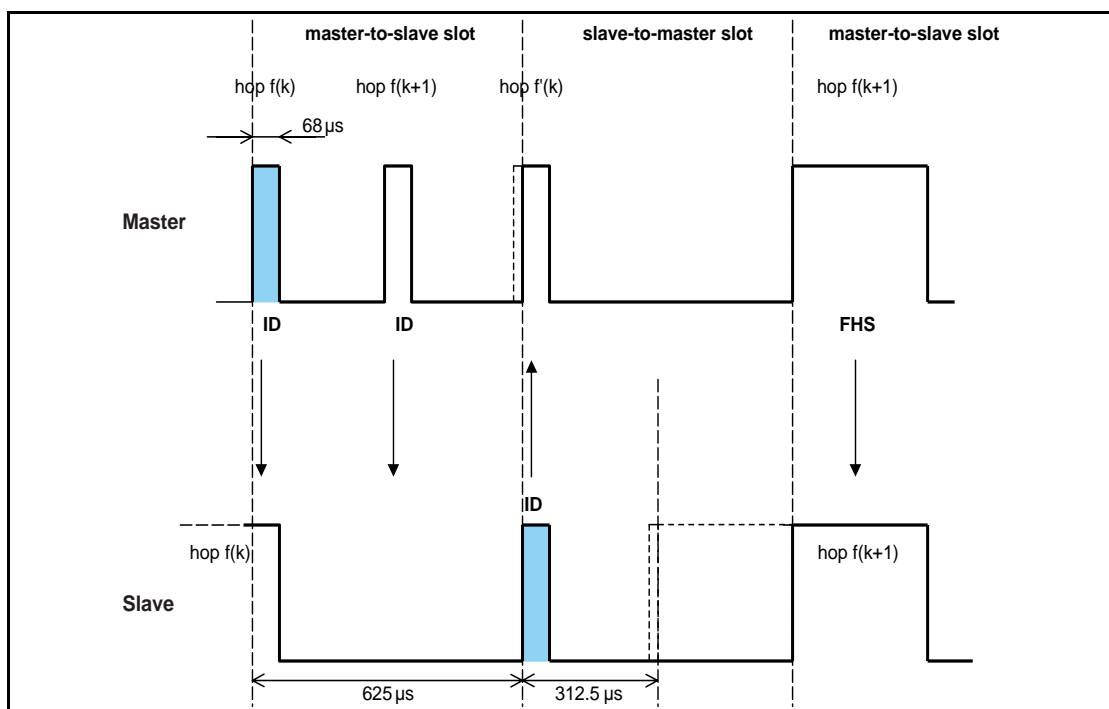 master-to-slave slot
slave-to-master slot
master-to-slave slot
hop f(k)
hop f(k+1)
hop f'(k)
hop f(k+1)
68 µs
Master
ID
ID
FHS
ID
hop f(k)
hop f(k+1)
Slave
625 µs
312.5 µs